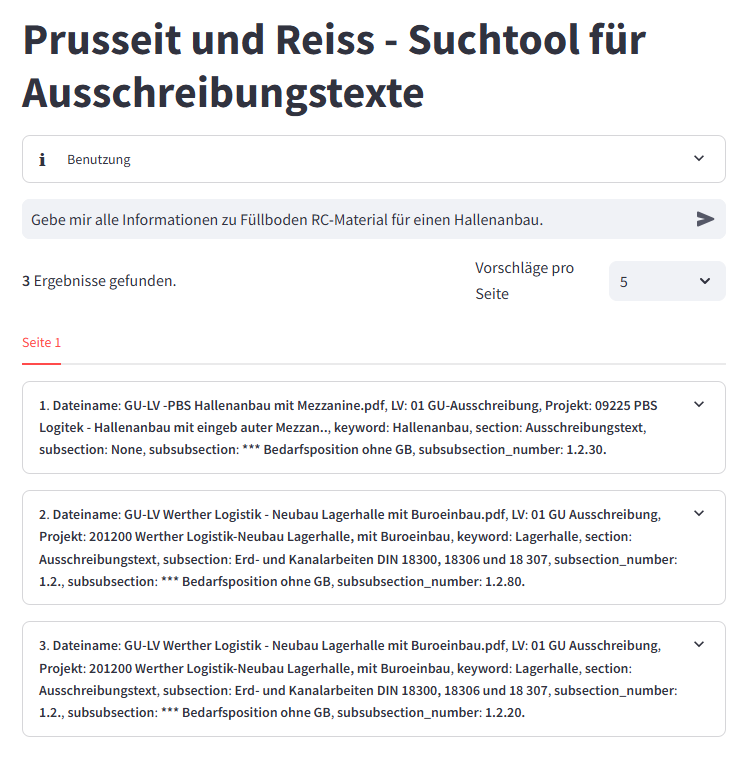 Prusseit und Reiss - Suchtool für
Ausschreibungstexte
Benutzung
Gebe mir alle Informationen zu Füllboden RC-Material für einen Hallenanbau.
3 Ergebnisse gefunden.
Vorschläge pro
Seite
5
Seite 1
1. Dateiname: GU-LV -PBS Hallenanbau mit Mezzanine.pdf, LV: 01 GU-Ausschreibung, Projekt: 09225 PBS
Logitek - Hallenanbau mit eingeb auter Mezzan.., keyword: Hallenanbau, section: Ausschreibungstext,
subsection: None, subsubsection: *** Bedarfsposition ohne GB, subsubsection_number: 1.2.30.
2. Dateiname: GU-LV Werther Logistik - Neubau Lagerhalle mit Buroeinbau.pdf, LV: 01 GU Ausschreibung,
Projekt: 201200 Werther Logistik-Neubau Lagerhalle, mit Buroeinbau, keyword: Lagerhalle, section:
Ausschreibungstext, subsection: Erd- und Kanalarbeiten DIN 18300, 18306 und 18 307, subsection_number:
1.2., subsubsection: *** Bedarfsposition ohne GB, subsubsection_number: 1.2.80.
3. Dateiname: GU-LV Werther Logistik - Neubau Lagerhalle mit Buroeinbau.pdf, LV: 01 GU Ausschreibung,
Projekt: 201200 Werther Logistik-Neubau Lagerhalle, mit Buroeinbau, keyword: Lagerhalle, section:
Ausschreibungstext, subsection: Erd- und Kanalarbeiten DIN 18300, 18306 und 18 307, subsection_number:
1.2., subsubsection: *** Bedarfsposition ohne GB, subsubsection_number: 1.2.20.